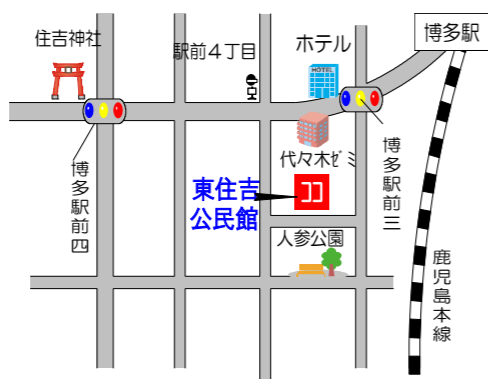 博多駅
住吉神社
駅前４丁目
ホテル
HOTEL
代々木ゼミ
東住吉
公民館
ココ
博多駅前四
博多駅前三
人参公園
鹿児島本線